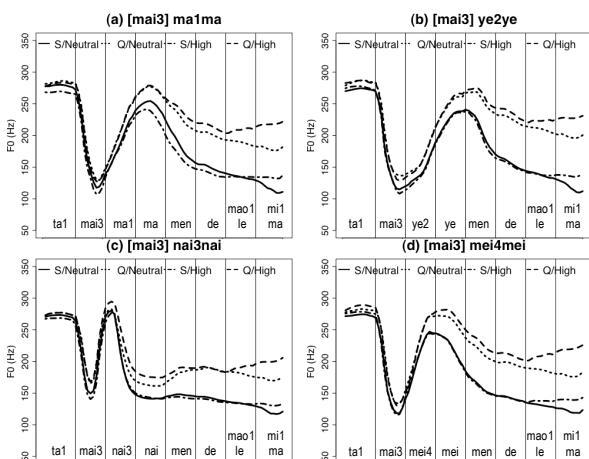 (a) [mai3] ma1ma
S/Neutral Q/Neutral S/High Q/High
350
300
250
200
150
100
50
F0 (Hz)
mao1 mi1
ta1 mai3 ma1 ma men de le ma
(b) [mai3] ye2ye
S/Neutral Q/Neutral S/High Q/High
350
300
250
200
150
100
50
F0 (Hz)
mao1 mi1
ta1 mai3 ye2 ye men de le ma
(c) [mai3] nai3nai
S/Neutral Q/Neutral S/High Q/High
350
300
250
200
150
100
50
F0 (Hz)
mao1 mi1
ta1 mai3 nai3 nai men de le ma
(d) [mai3] mei4mei
S/Neutral Q/Neutral S/High Q/High
350
300
250
200
150
100
50
F0 (Hz)
mao1 mi1
ta1 mai3 mei4 mei men de le ma